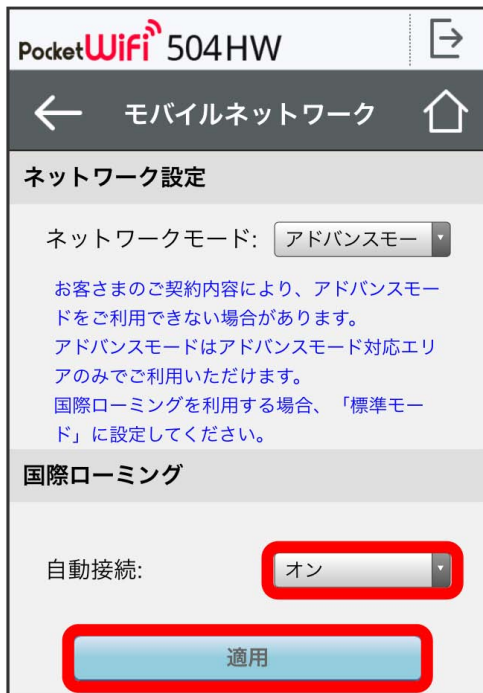 PocketWiFi 504HW
モバイルネットワーク
ネットワーク設定
ネットワークモード: アドバンスモー
お客さまのご契約内容により、アドバンスモー
ドをご利用できない場合があります。
アドバンスモードはアドバンスモード対応エリ
アのみでご利用いただけます。
国際ローミングを利用する場合、「標準モー
ド」に設定してください。
国際ローミング
自動接続: オン
適用